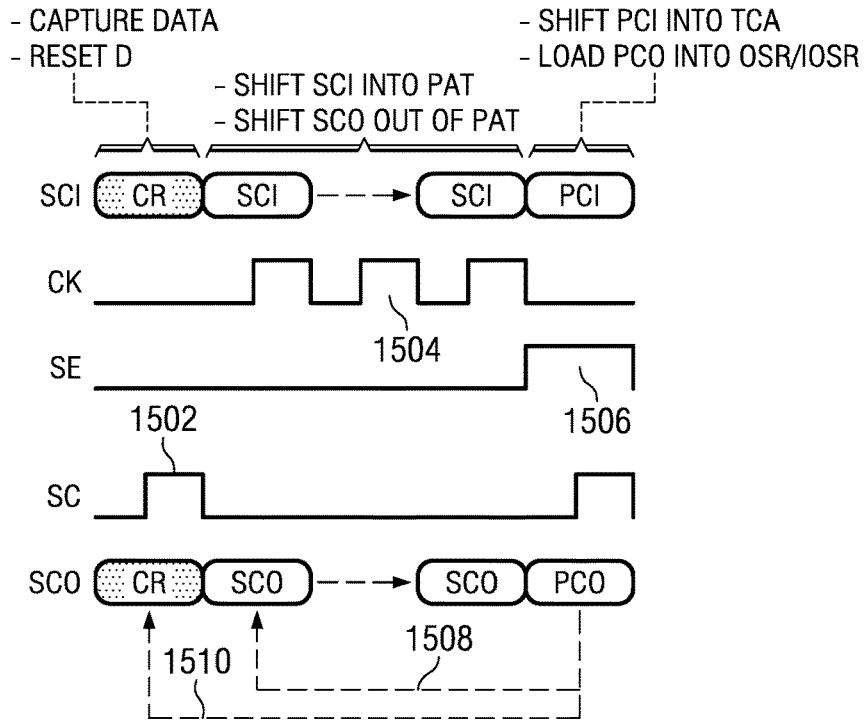 - CAPTURE DATA
- RESET D
- SHIFT SCI INTO PAT
- SHIFT SCO OUT OF PAT
- SHIFT PCI INTO TCA
- LOAD PCO INTO OSR/IOSR
SCI CR SCI SCI PCI
CK
1504
SE
1506
1502
SC
SCO CR SCO SCO PCO
1508
1510